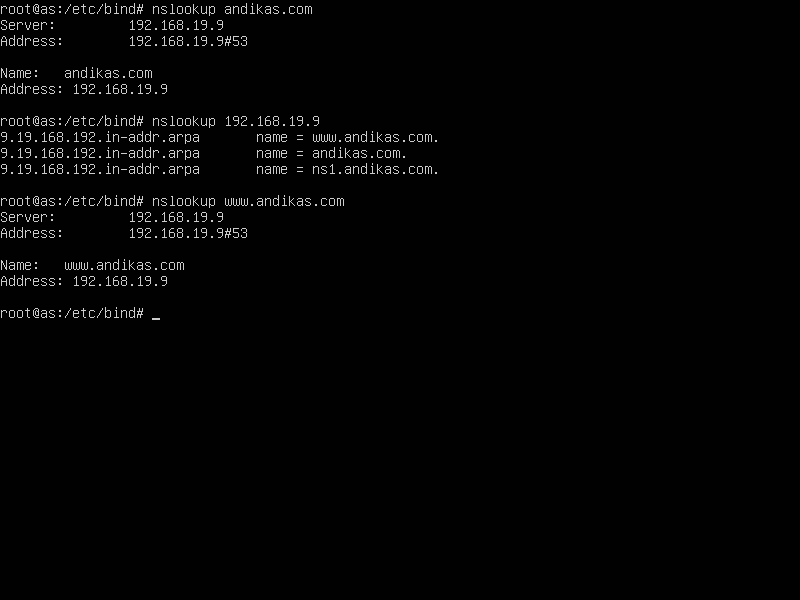 root@as:/etc/bind# nslookup andikas.com
Server:         192.168.19.9
Address:        192.168.19.9#53

Name:   andikas.com
Address: 192.168.19.9

root@as:/etc/bind# nslookup 192.168.19.9
9.19.168.192.in-addr.arpa       name = www.andikas.com.
9.19.168.192.in-addr.arpa       name = andikas.com.
9.19.168.192.in-addr.arpa       name = ns1.andikas.com.

root@as:/etc/bind# nslookup www.andikas.com
Server:         192.168.19.9
Address:        192.168.19.9#53

Name:   www.andikas.com
Address: 192.168.19.9

root@as:/etc/bind# _